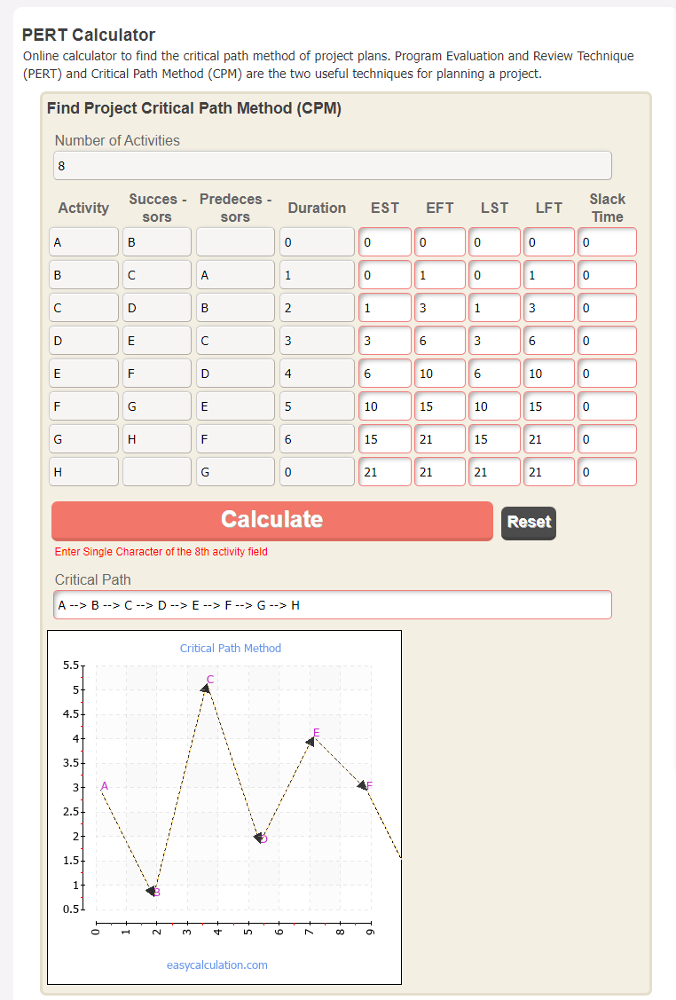 PERT Calculator
Online calculator to find the critical path method of project plans. Program Evaluation and Review Technique
(PERT) and Critical Path Method (CPM) are the two useful techniques for planning a project.
Find Project Critical Path Method (CPM)
Number of Activities
8
Activity Succes - sors Predeces - sors Duration EST EFT LST LFT Slack Time
A B 0 0 0 0 0 0
B C A 1 0 1 0 1 0
C D B 2 1 3 1 3 0
D E C 3 3 6 3 6 0
E F D 4 6 10 6 10 0
F G E 5 10 15 10 15 0
G H F 6 15 21 15 21 0
H G 0 21 21 21 21 0
Calculate Reset
Enter Single Character of the 8th activity field
Critical Path
A --> B --> C --> D --> E --> F --> G --> H
Critical Path Method
5.5
C
5
4.5
E
4
3.5
A
3 F
2.5
2 D
1.5
1 B
0.5
0 1 2 3 4 5 6 7 8 9
easycalculation.com